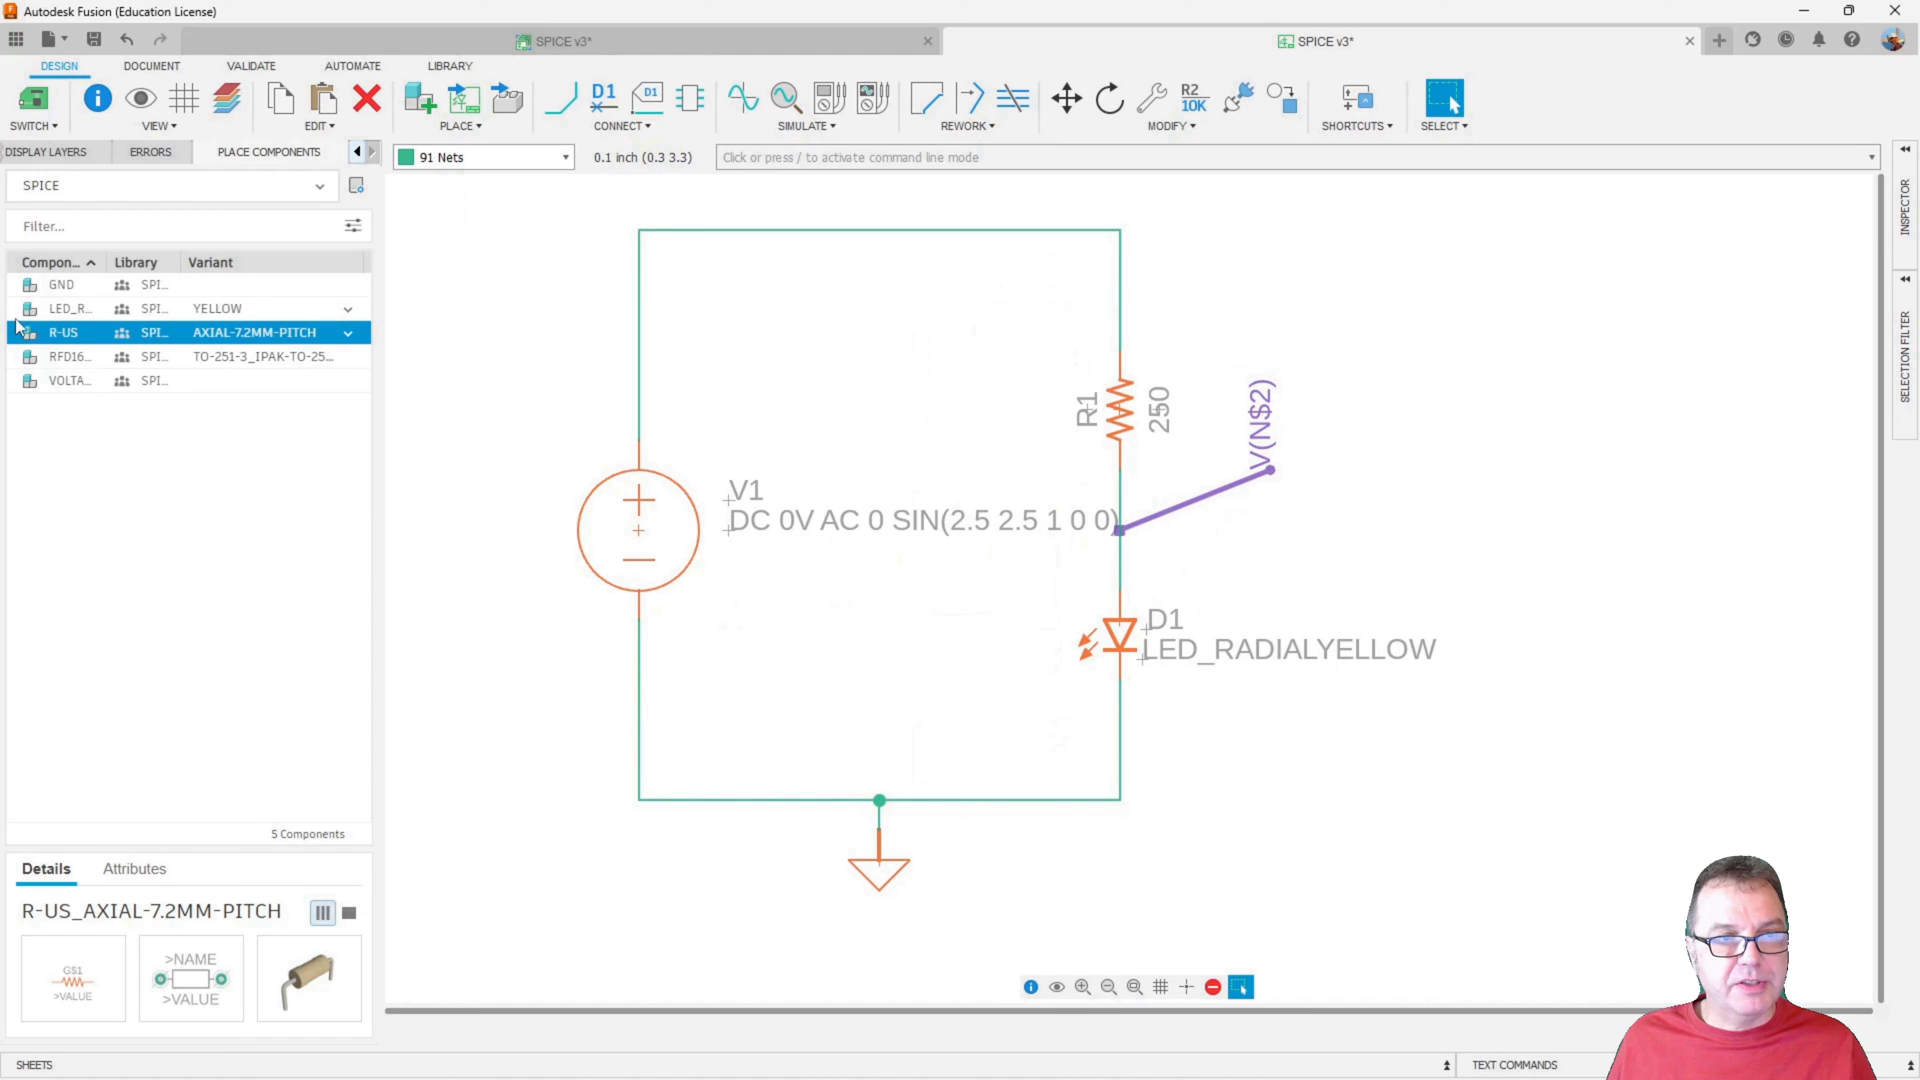 Autodesk Fusion (Education License)
SPICE v3*
SPICE v3*
DESIGN
DOCUMENT
VALIDATE
AUTOMATE
LIBRARY
D1
D1
R2
10K
SWITCH
VIEW
EDIT
PLACE
CONNECT
SIMULATE
REWORK
MODIFY
SHORTCUTS
SELECT
DISPLAY LAYERS
ERRORS
PLACE COMPONENTS
91 Nets
0.1 inch (0.3 3.3)
Click or press / to activate command line mode
SPICE
Filter...
Compon...
Library
Variant
GND SPI...
LED_R... SPI... YELLOW
R-US SPI... AXIAL-7.2MM-PITCH
RFD16... SPI... TO-251-3_IPAK-TO-25...
VOLTA... SPI...
5 Components
Details
Attributes
R-US_AXIAL-7.2MM-PITCH
G$1
>VALUE
>NAME
>VALUE
R1
250
V(N$2)
V1
DC 0V AC 0 SIN(2.5 2.5 1 0 0)
D1
LED_RADIALYELLOW
INSPECTOR
SELECTION FILTER
SHEETS
TEXT COMMANDS